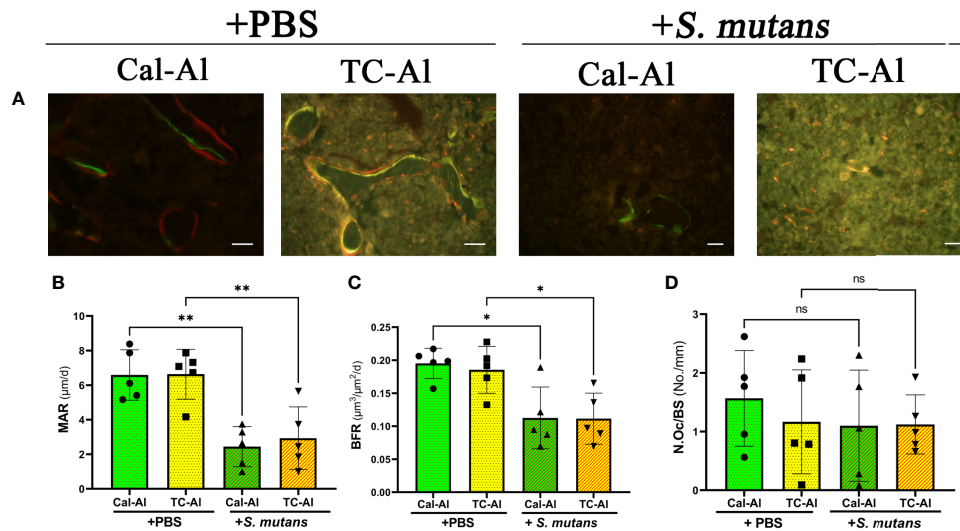 +PBS +S. mutans
Cal-Al TC-Al Cal-Al TC-Al
A
B
**
**
MAR (µm/d)
10
8
6
4
2
0
Cal-Al TC-Al Cal-Al TC-Al
+PBS +S. mutans
C
*
*
BFR (µm³/µm²/d)
0.25
0.20
0.15
0.10
0.05
0.00
Cal-Al TC-Al Cal-Al TC-Al
+PBS + S. mutans
D
ns
ns
N.Oc/BS (No./mm)
3
2
1
0
Cal-Al TC-Al Cal-Al TC-Al
+ PBS +S. mutans